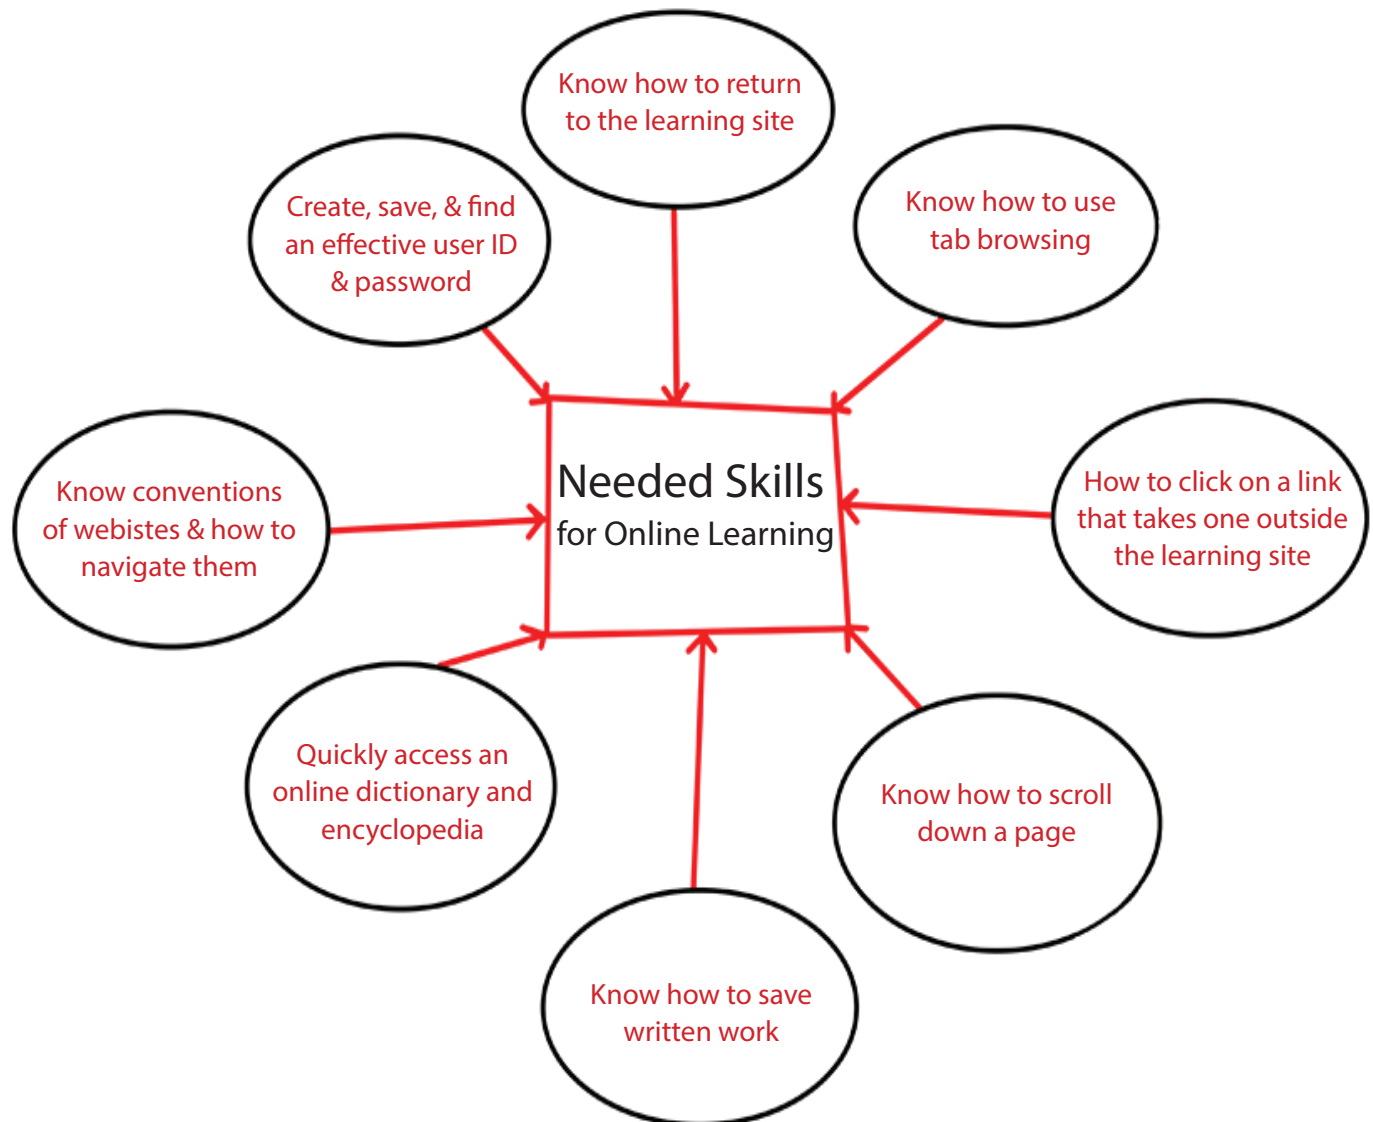 Know how to return
to the learning site
Create, save, & find
an effective user ID
& password
Know how to use
tab browsing
Needed Skills
for Online Learning
Know conventions
of webistes & how to
navigate them
How to click on a link
that takes one outside
the learning site
Quickly access an
online dictionary and
encyclopedia
Know how to scroll
down a page
Know how to save
written work